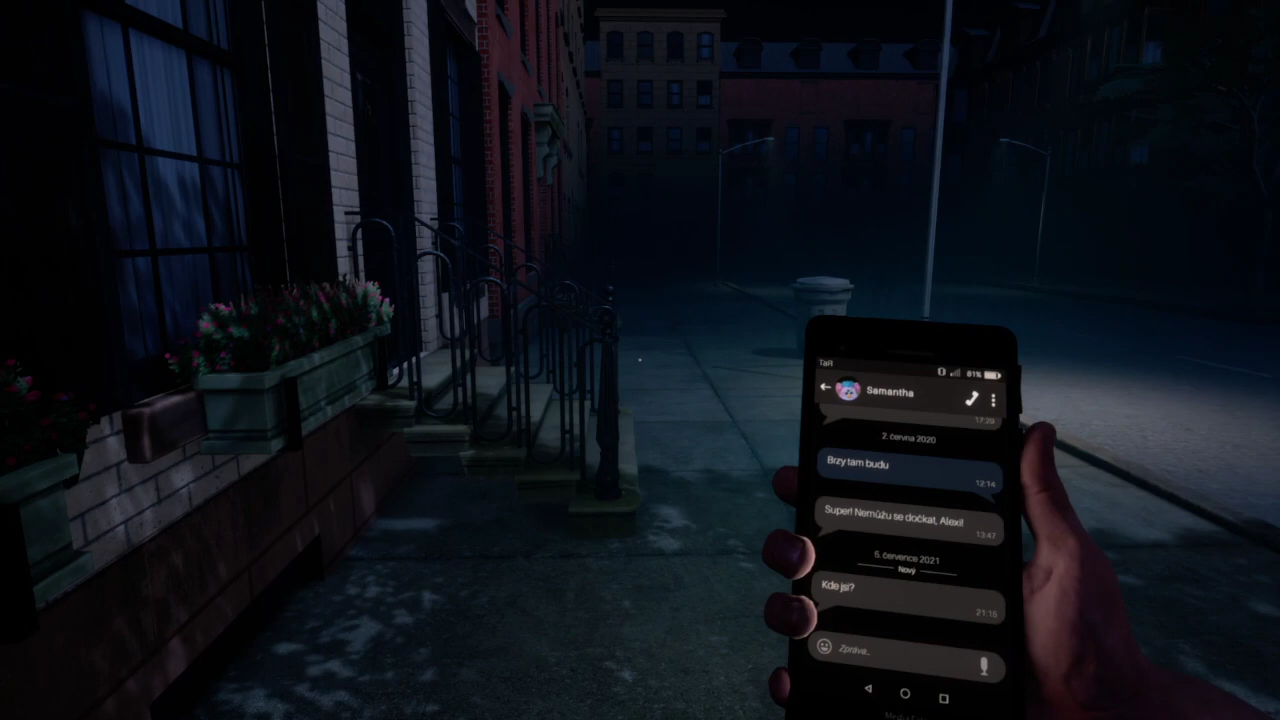 TaR
81%
Samantha
17:29
2. června 2020
Brzy tam budu
12:14
Super! Nemůžu se dočkat, Alexi!
13:47
5. července 2021
Nový
Kde jsi?
21:15
Zpráva..